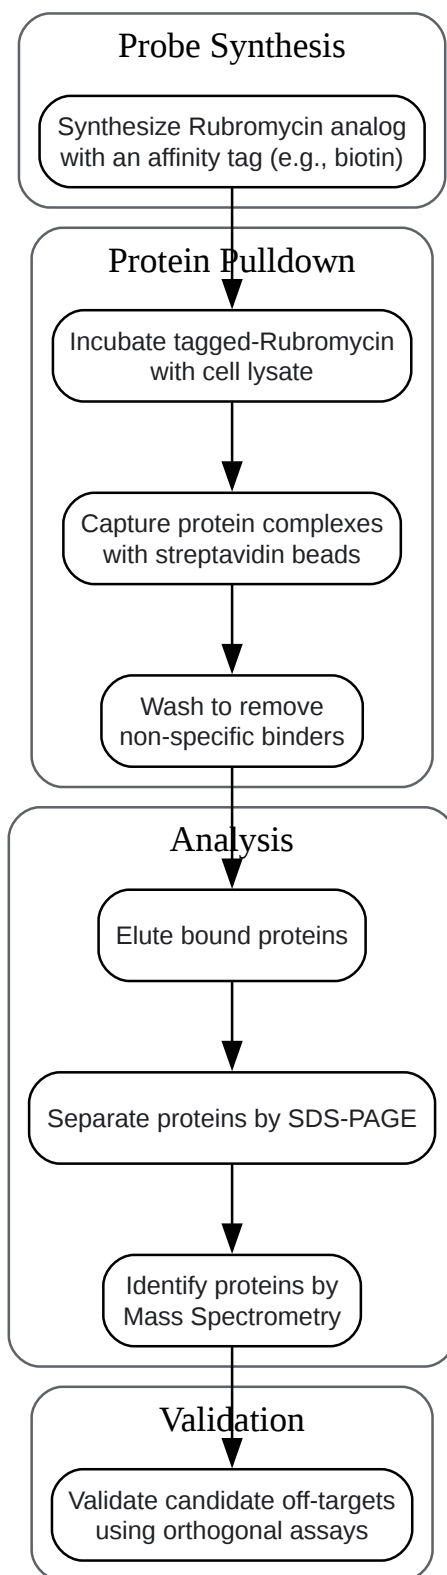 Probe Synthesis
Synthesize Rubromycin analog
with an affinity tag (e.g., biotin)
Protein Pulldown
Incubate tagged-Rubromycin
with cell lysate
Capture protein complexes
with streptavidin beads
Wash to remove
non-specific binders
Analysis
Elute bound proteins
Separate proteins by SDS-PAGE
Identify proteins by
Mass Spectrometry
Validation
Validate candidate off-targets
using orthogonal assays